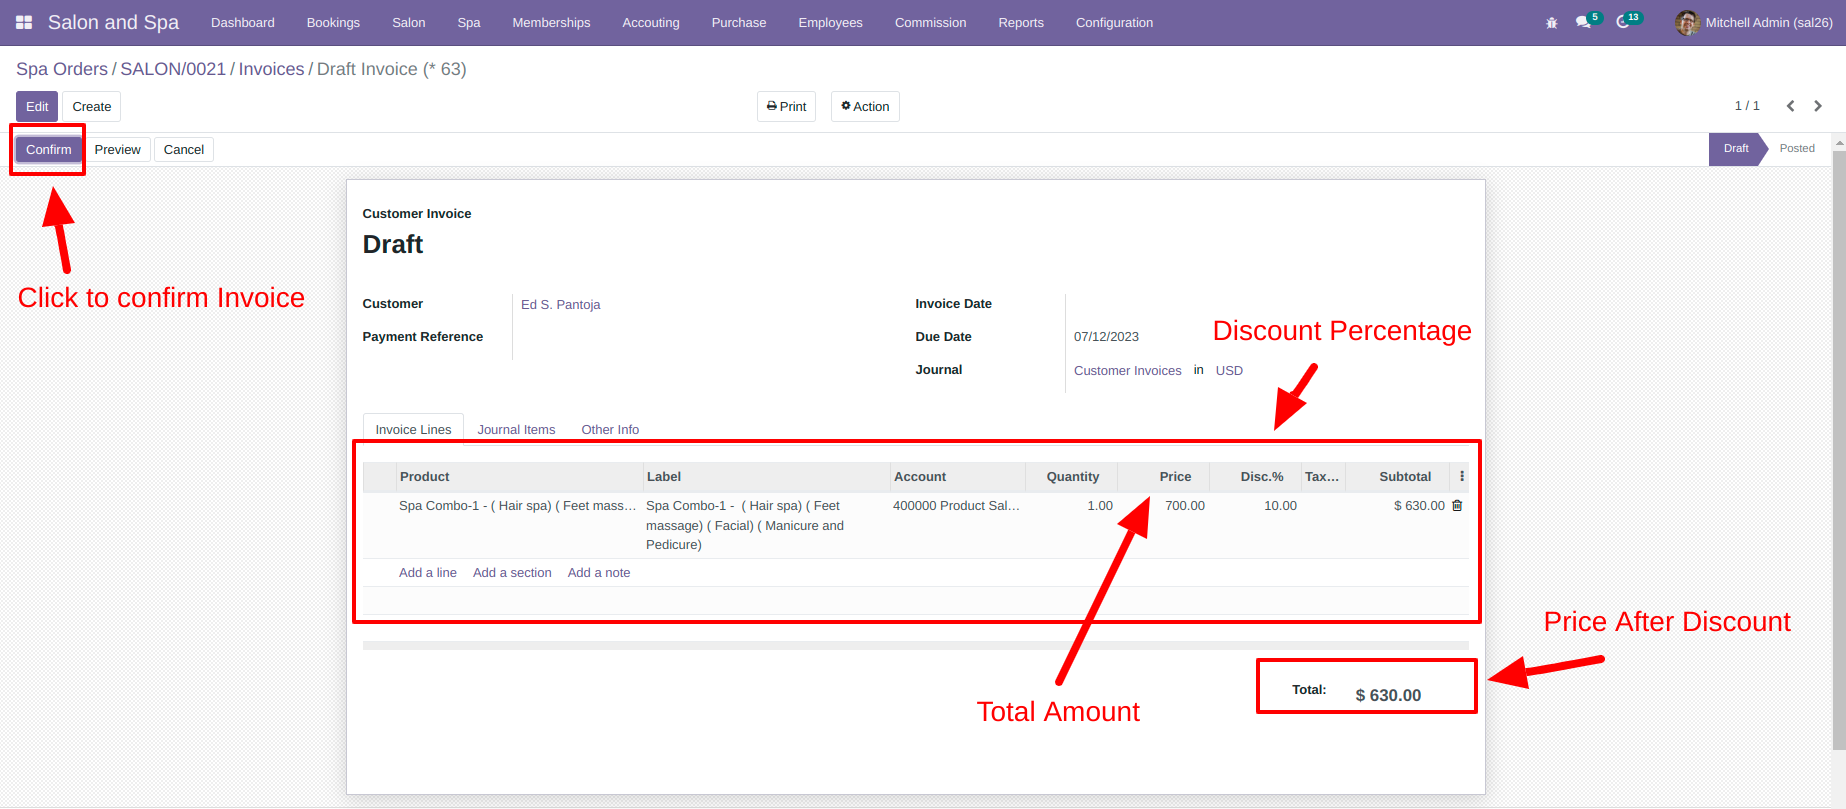 Salon and Spa Dashboard Bookings Salon Spa Memberships Accouting Purchase Employees Commission Reports Configuration 5 13 Mitchell Admin (sal26)
Spa Orders / SALON/0021 / Invoices / Draft Invoice (* 63)
Edit Create Print Action 1 / 1
Confirm Preview Cancel Draft Posted
Click to confirm Invoice
Customer Invoice
Draft
Customer Ed S. Pantoja Invoice Date
Payment Reference Due Date 07/12/2023
Journal Customer Invoices in USD
Discount Percentage
Invoice Lines Journal Items Other Info
Product Label Account Quantity Price Disc.% Tax... Subtotal
Spa Combo-1 - ( Hair spa) ( Feet mass... Spa Combo-1 - ( Hair spa) ( Feet 400000 Product Sal... 1.00 700.00 10.00 $ 630.00
massage) ( Facial) ( Manicure and
Pedicure)
Add a line Add a section Add a note
Price After Discount
Total: $ 630.00
Total Amount